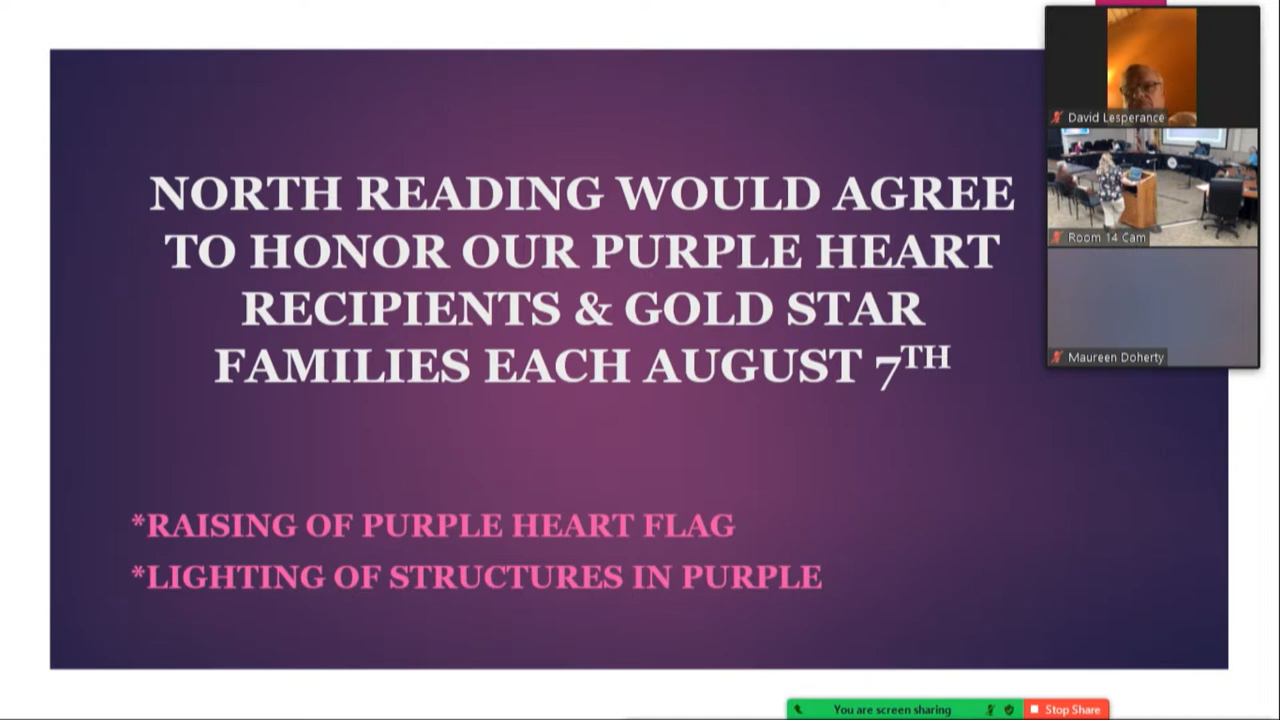 NORTH READING WOULD AGREE
TO HONOR OUR PURPLE HEART
RECIPIENTS & GOLD STAR
FAMILIES EACH AUGUST 7TH
*RAISING OF PURPLE HEART FLAG
*LIGHTING OF STRUCTURES IN PURPLE
David Lesperance
Room 14 Cam
Maureen Doherty
You are screen sharing
Stop Share